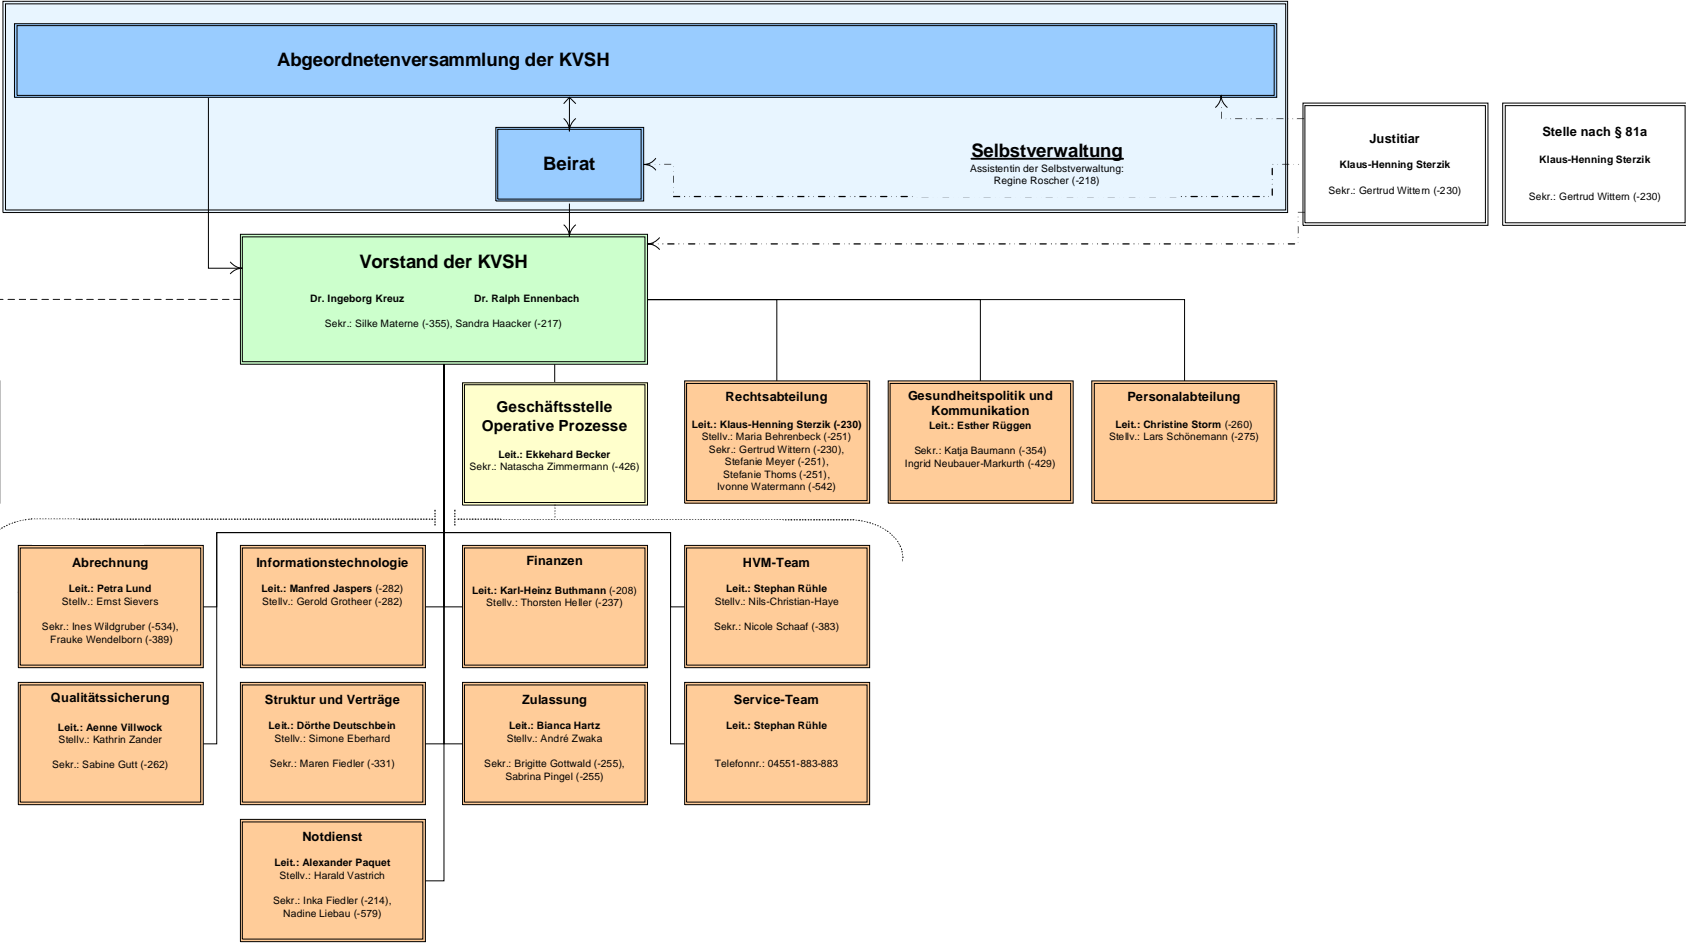 Abgeordnetenversammlung der KVSH
Beirat
Selbstverwaltung
Assistentin der Selbstverwaltung:
Regine Roscher (-218)
Justitiar
Klaus-Henning Sterzik
Sekr.: Gertrud Wittern (-230)
Stelle nach § 81a
Klaus-Henning Sterzik
Sekr.: Gertrud Wittern (-230)
Vorstand der KVSH
Dr. Ingeborg Kreuz
Dr. Ralph Ennenbach
Sekr.: Silke Materne (-355), Sandra Haacker (-217)
Geschäftsstelle
Operative Prozesse
Leit.: Ekkehard Becker
Sekr.: Natascha Zimmermann (-426)
Rechtsabteilung
Leit.: Klaus-Henning Sterzik (-230)
Stellv.: Maria Behrenbeck (-251)
Sekr.: Gertrud Wittern (-230),
Stefanie Meyer (-251),
Stefanie Thoms (-251),
Ivonne Watermann (-542)
Gesundheitspolitik und
Kommunikation
Leit.: Esther Rüggen
Sekr.: Katja Baumann (-354)
Ingrid Neubauer-Markurth (-429)
Personalabteilung
Leit.: Christine Storm (-260)
Stellv.: Lars Schönemann (-275)
Abrechnung
Leit.: Petra Lund
Stellv.: Ernst Sievers
Sekr.: Ines Wildgruber (-534),
Frauke Wendelborn (-389)
Informationstechnologie
Leit.: Manfred Jaspers (-282)
Stellv.: Gerold Grotheer (-282)
Finanzen
Leit.: Karl-Heinz Buthmann (-208)
Stellv.: Thorsten Heller (-237)
HVM-Team
Leit.: Stephan Rühle
Stellv.: Nils-Christian-Haye
Sekr.: Nicole Schaaf (-383)
Qualitätssicherung
Leit.: Aenne Villwock
Stellv.: Kathrin Zander
Sekr.: Sabine Gutt (-262)
Struktur und Verträge
Leit.: Dörthe Deutschbein
Stellv.: Simone Eberhard
Sekr.: Maren Fiedler (-331)
Zulassung
Leit.: Bianca Hartz
Stellv.: André Zwaka
Sekr.: Brigitte Gottwald (-255),
Sabrina Pingel (-255)
Service-Team
Leit.: Stephan Rühle
Telefonnr.: 04551-883-883
Notdienst
Leit.: Alexander Paquet
Stellv.: Harald Vastrich
Sekr.: Inka Fiedler (-214),
Nadine Liebau (-579)